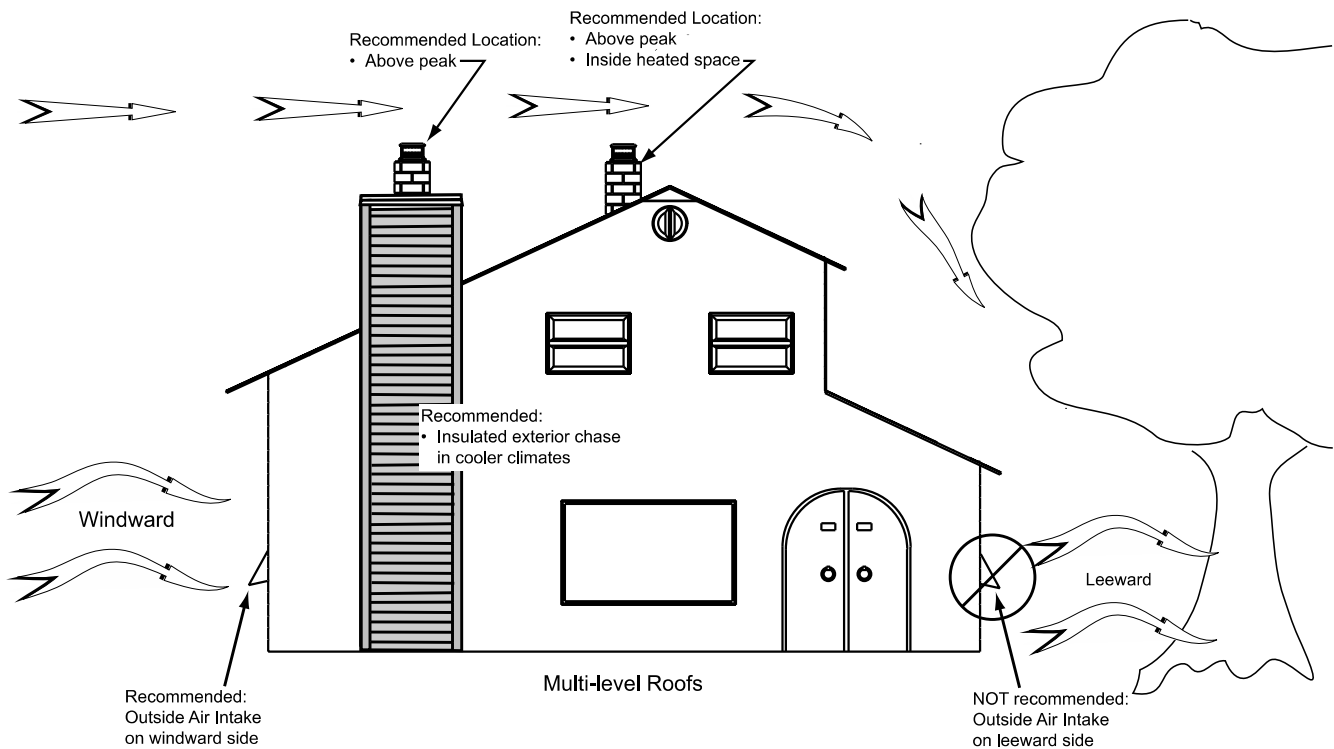 Recommended Location:
• Above peak
Recommended Location:
• Above peak
• Inside heated space
Recommended:
• Insulated exterior chase
in cooler climates
Windward
Leeward
Recommended:
Outside Air Intake
on windward side
Multi-level Roofs
NOT recommended:
Outside Air Intake
on leeward side